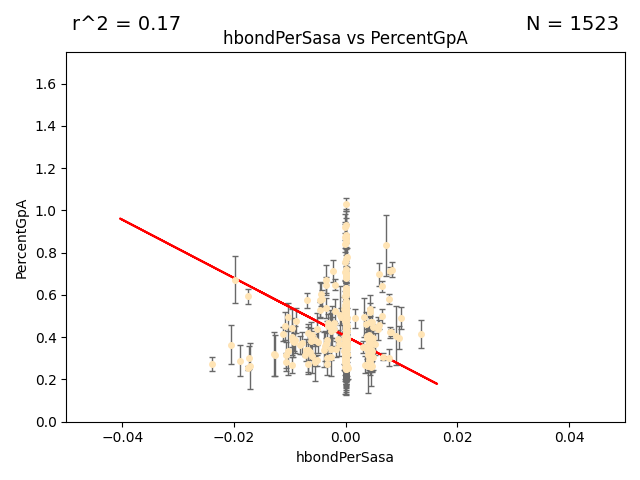 r^2 = 0.17
N = 1523
hbondPerSasa vs PercentGpA
1.6
1.4
1.2
1.0
0.8
0.6
0.4
0.2
0.0
PercentGpA
−0.04
−0.02
0.00
0.02
0.04
hbondPerSasa